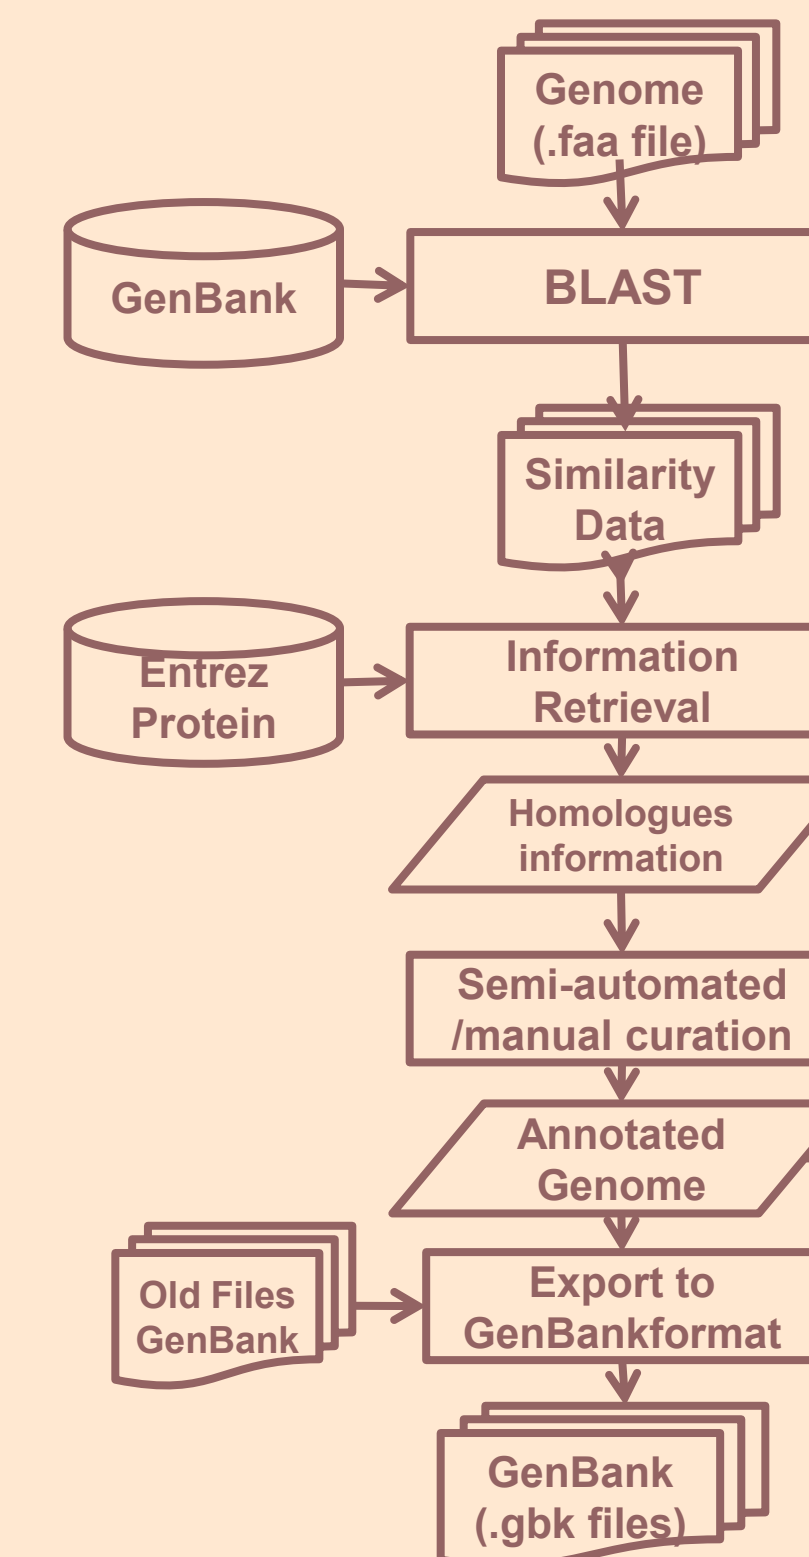 Genome
(.faa file)
GenBank
BLAST
Similarity
Data
Entrez
Protein
Information
Retrieval
Homologues
information
Semi-automated
/manual curation
Annotated
Genome
Old Files
GenBank
Export to
GenBankformat
GenBank
(.gbk files)